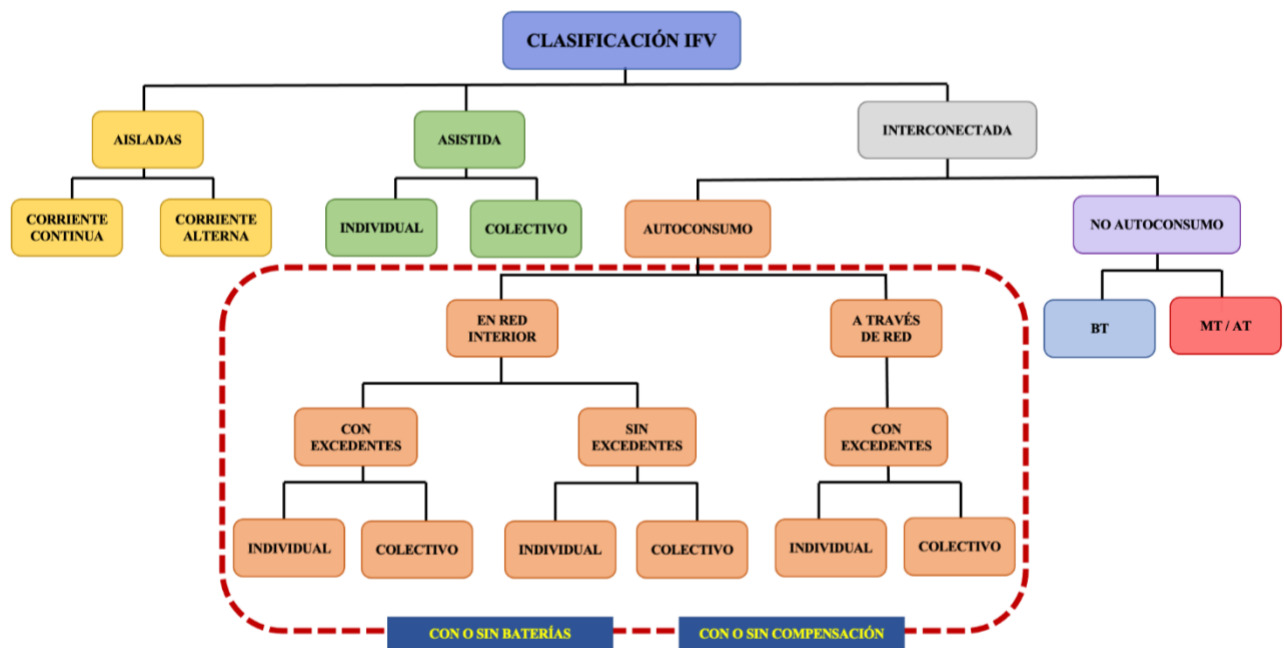 CLASIFICACIÓN IFV
AISLADAS
ASISTIDA
INTERCONECTADA
CORRIENTE
CONTINUA
CORRIENTE
ALTERNA
INDIVIDUAL
COLECTIVO
AUTOCONSUMO
NO AUTOCONSUMO
EN RED
INTERIOR
A TRAVÉS
DE RED
BT
MT / AT
CON
EXCEDENTES
SIN
EXCEDENTES
CON
EXCEDENTES
INDIVIDUAL
COLECTIVO
INDIVIDUAL
COLECTIVO
INDIVIDUAL
COLECTIVO
CON O SIN BATERÍAS
CON O SIN COMPENSACIÓN